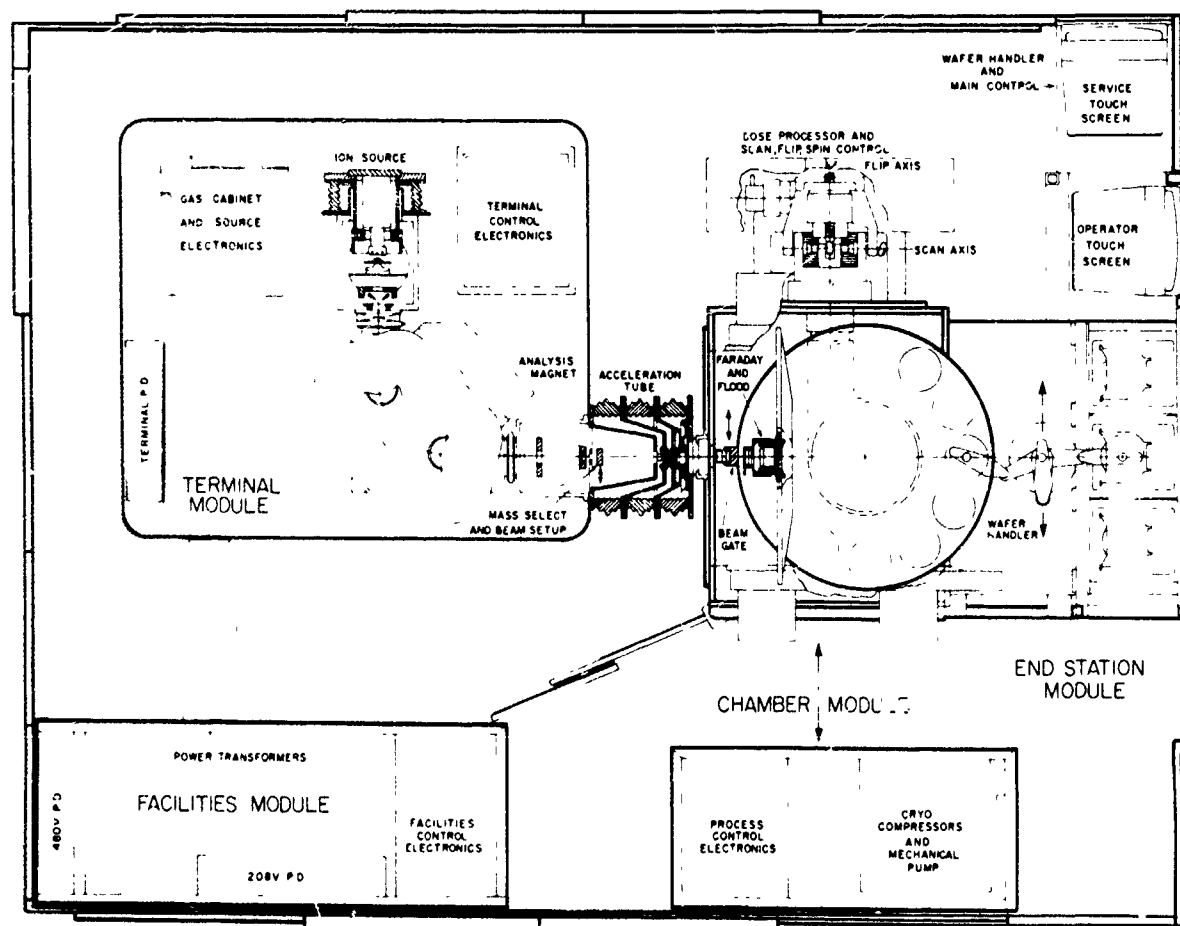 WAFER HANDLER
AND
MAIN CONTROL
SERVICE
TOUCH
SCREEN
ION SOURCE
GAS CABINET
AND SOURCE
ELECTRONICS
TERMINAL
CONTROL
ELECTRONICS
DOSE PROCESSOR AND
SCAN, FLIP, SPIN CONTROL
FLIP AXIS
SCAN AXIS
OPERATOR
TOUCH
SCREEN
TERMINAL P.D
ANALYSIS
MAGNET
ACCELERATION
TUBE
FARADAY
AND
FLOOD
TERMINAL
MODULE
MASS SELECT
AND BEAM SETUP
BEAM
GATE
WAFER
HANDLER
END STATION
MODULE
CHAMBER MODULE
POWER TRANSFORMERS
FACILITIES MODULE
480V P D
208V P D
FACILITIES
CONTROL
ELECTRONICS
PROCESS
CONTROL
ELECTRONICS
CRYO
COMPRESSORS
AND
MECHANICAL
PUMP